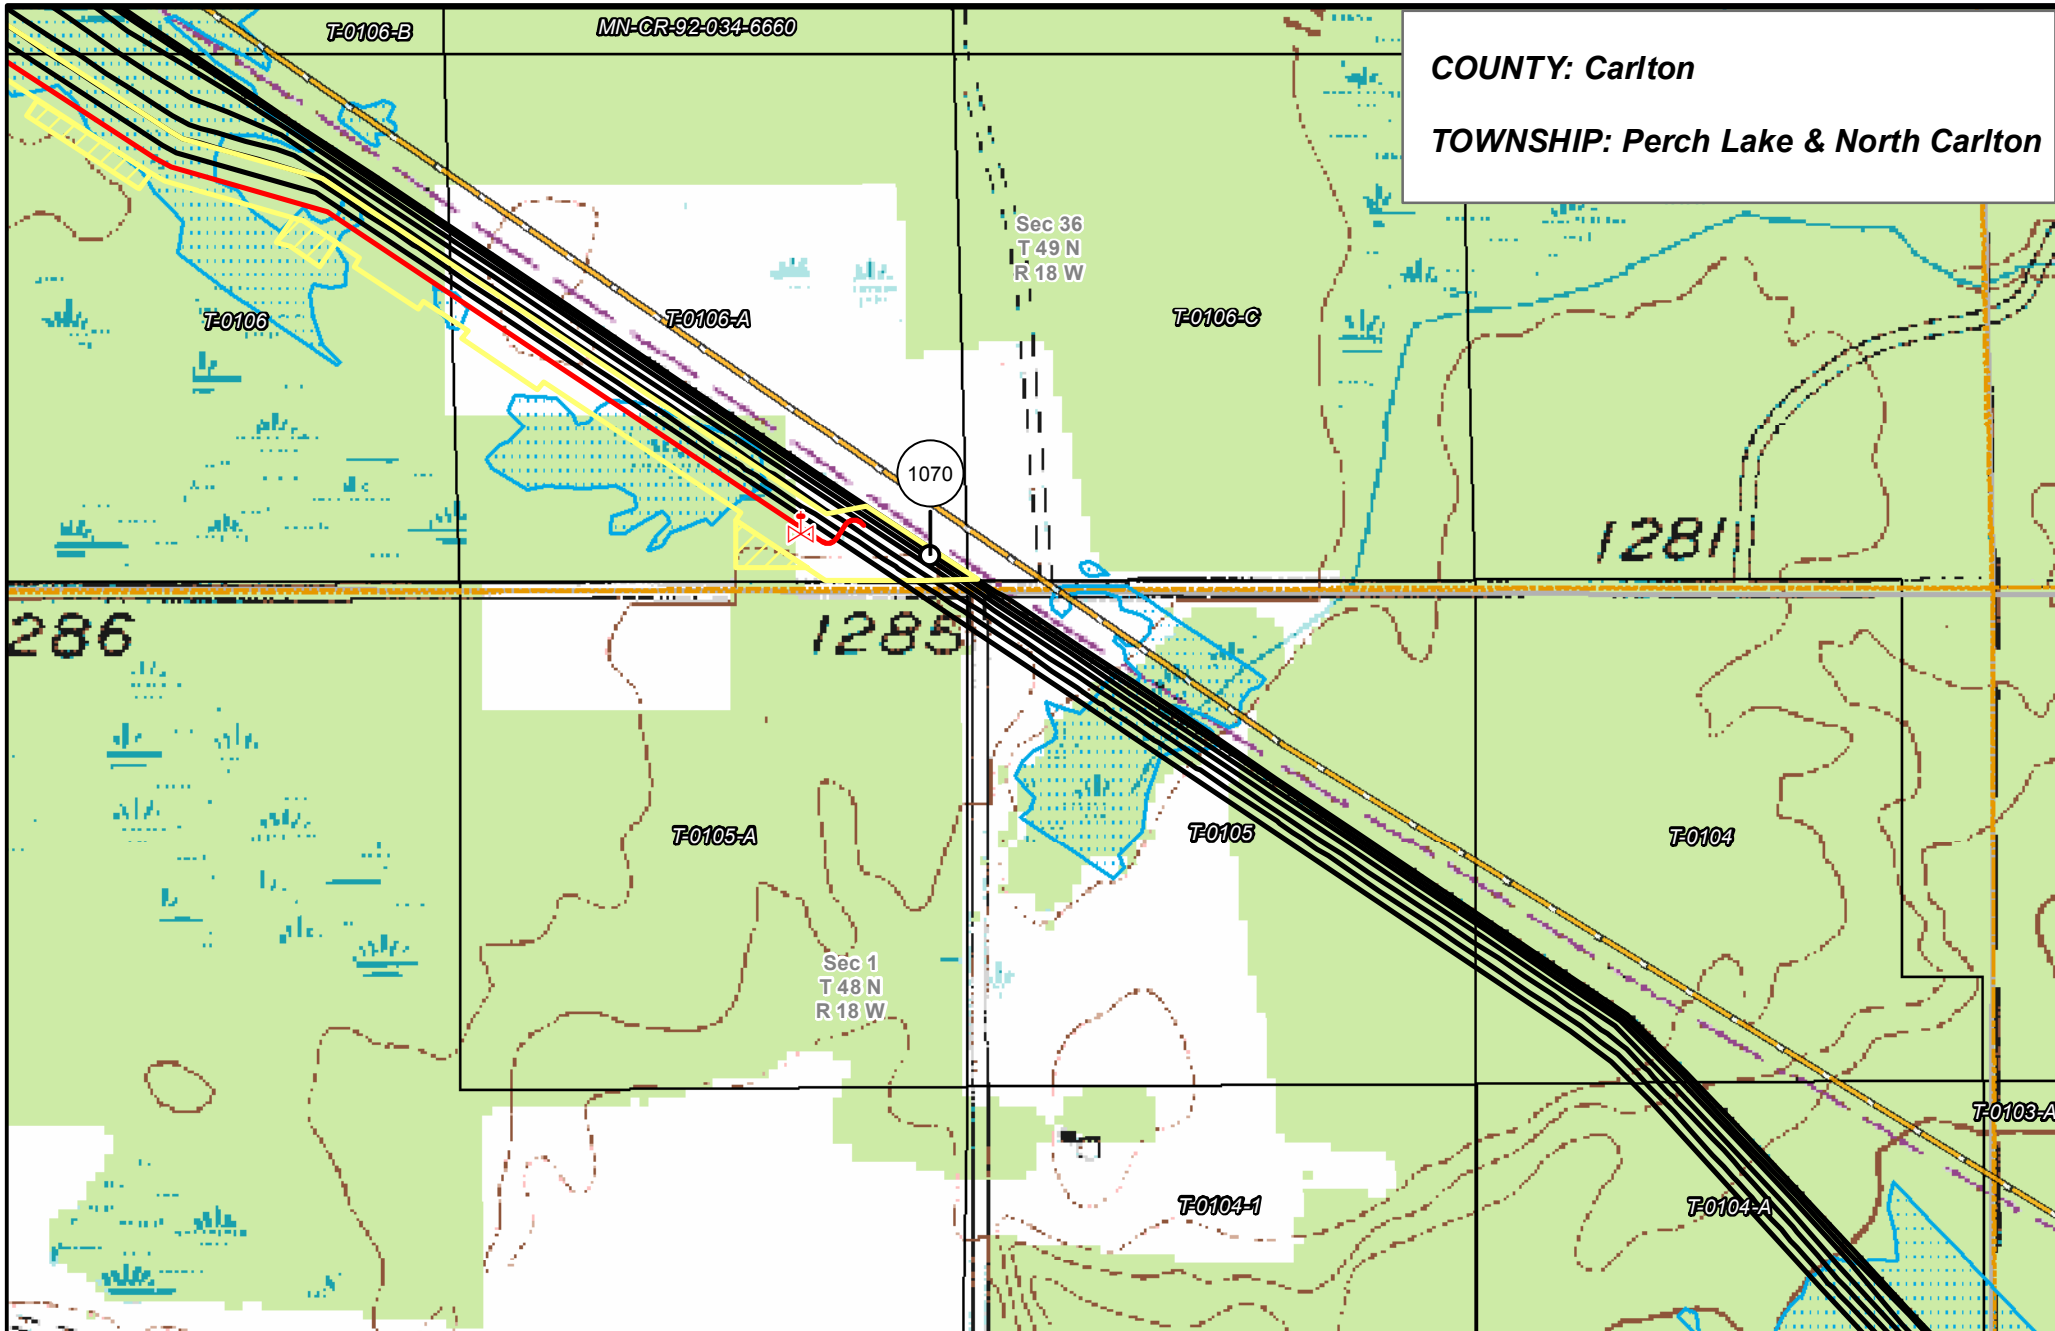 T-0106-B
MN-CR-92-034-6660
COUNTY: Carlton
TOWNSHIP: Perch Lake & North Carlton
Sec 36
T 49 N
R 18 W
T-0106
T-0106-A
T-0106-C
1070
1281
286
1285
T-0105-A
T-0105
T-0104
Sec 1
T 48 N
R 18 W
T-0103-A
T-0104-1
T-0104-A